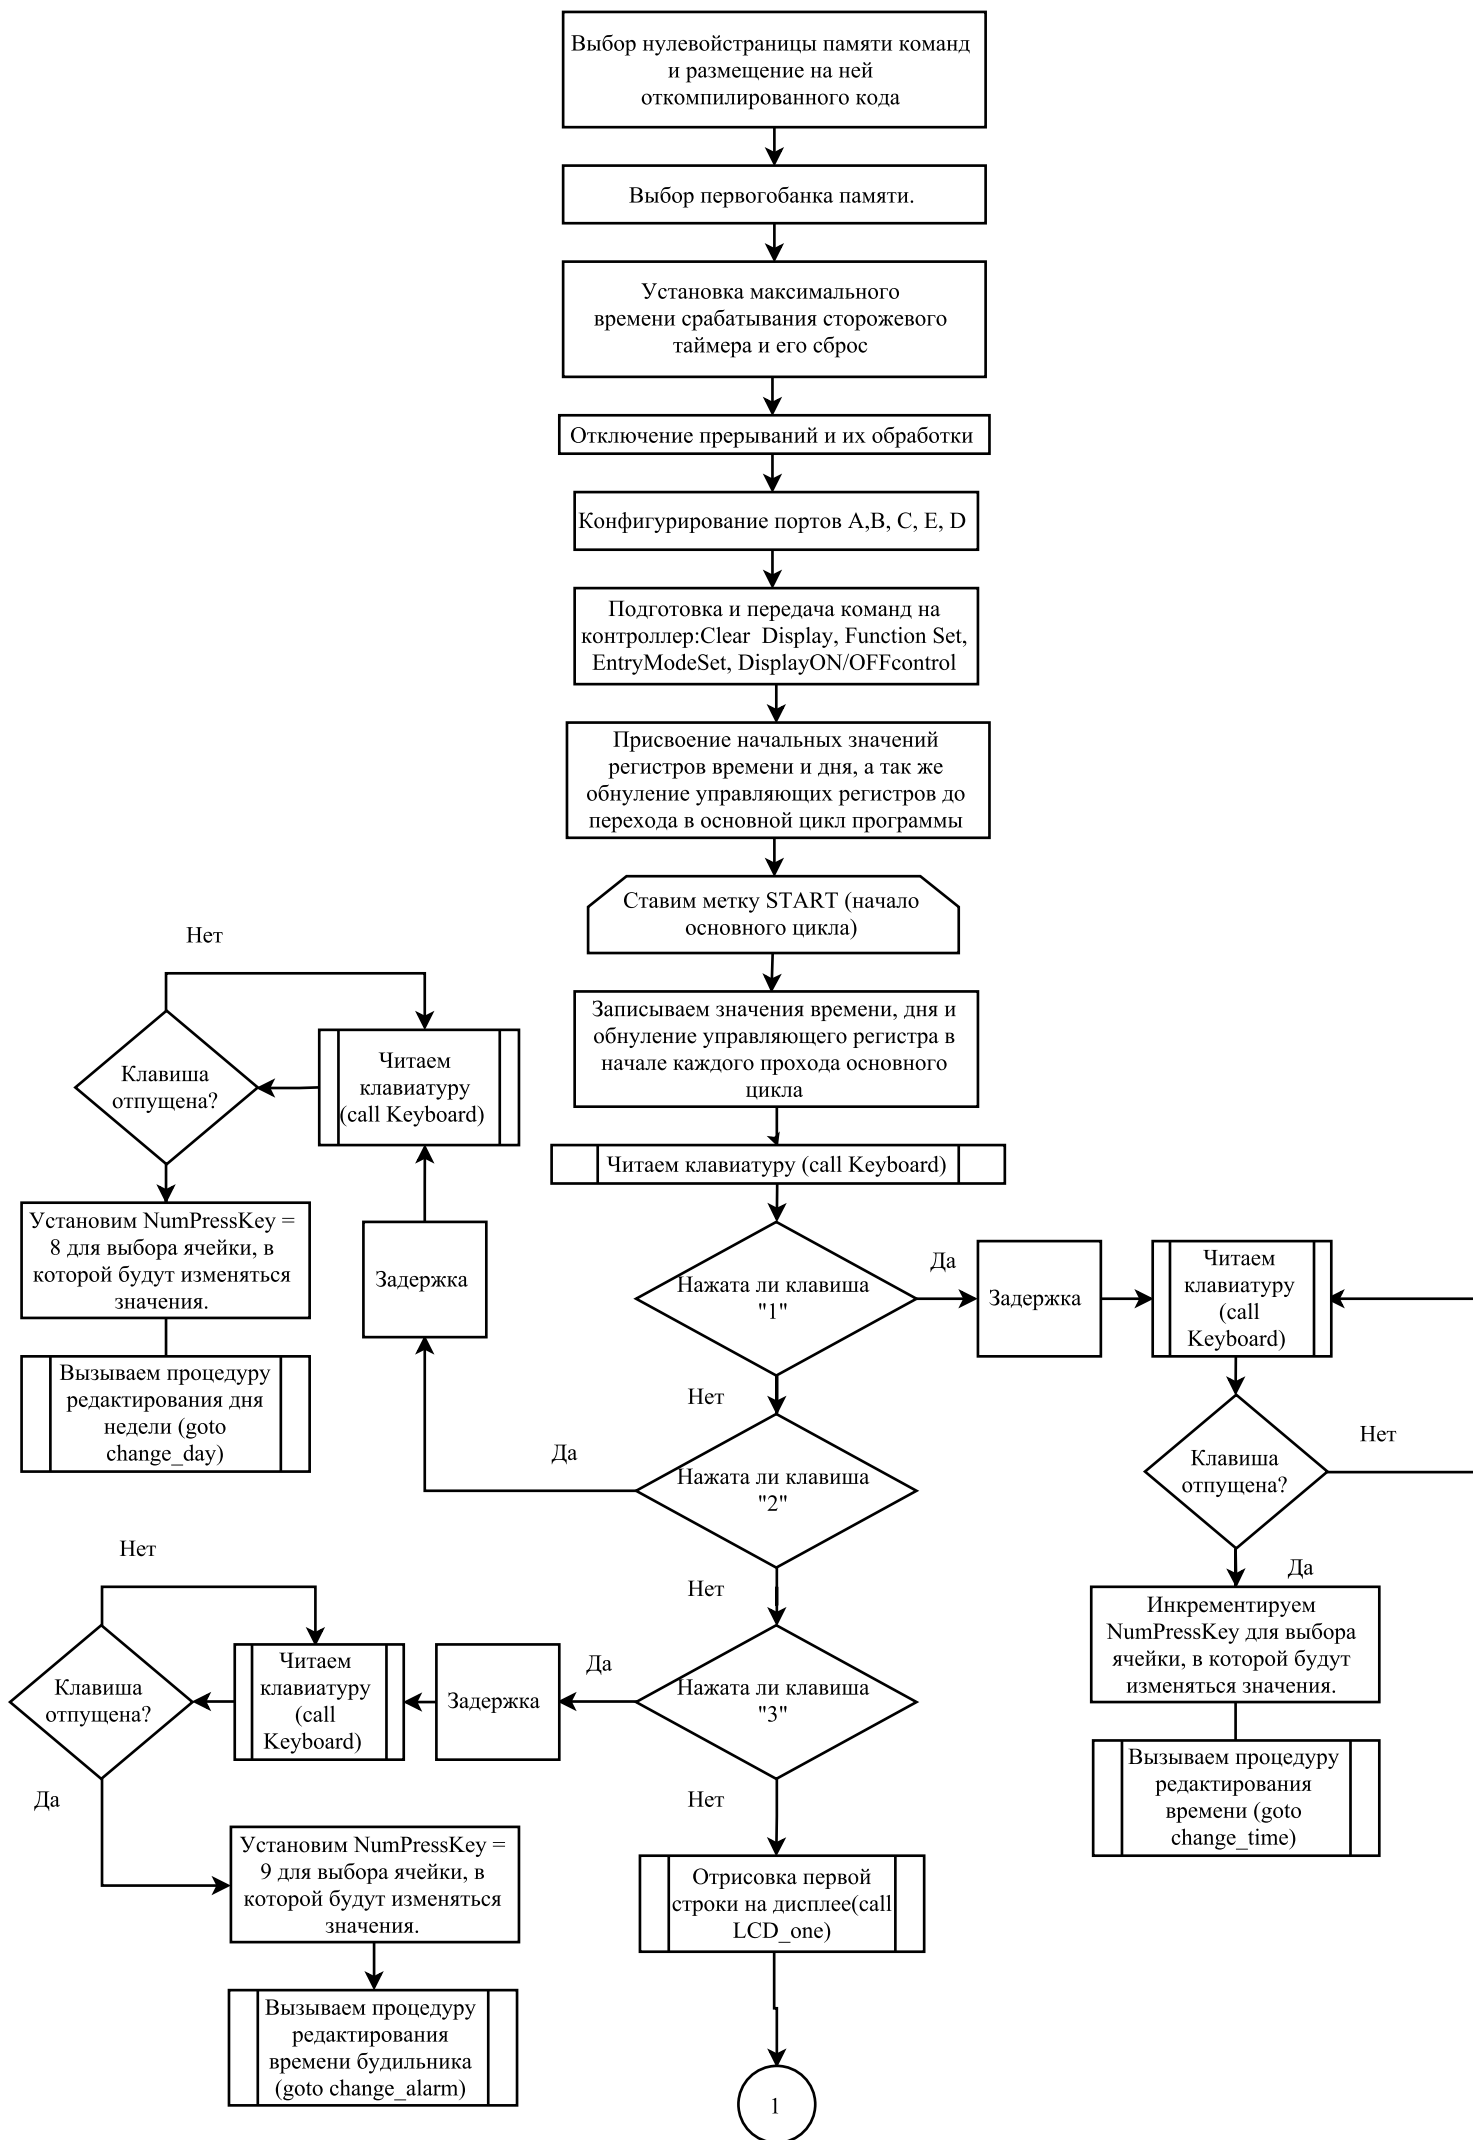 Выбор нулевойстраницы памяти команд
и размещение на ней
откомпилированного кода
Выбор первогобанка памяти.
Установка максимального
времени срабатывания сторожевого
таймера и его сброс
Отключение прерываний и их обработки
Конфигурирование портов A,B, C, E, D
Подготовка и передача команд на
контроллер:Clear Display, Function Set,
EntryModeSet, DisplayON/OFFcontrol
Присвоение начальных значений
регистров времени и дня, а так же
обнуление управляющих регистров до
перехода в основной цикл программы
Ставим метку START (начало
основного цикла)
Записываем значения времени, дня и
обнуление управляющего регистра в
начале каждого прохода основного
цикла
Читаем клавиатуру (call Keyboard)
Нажата ли клавиша
"1"
Да
Задержка
Читаем
клавиатуру
(call
Keyboard)
Клавиша
отпущена?
Нет
Да
Инкрементируем
NumPressKey для выбора
ячейки, в которой будут
изменяться значения.
Вызываем процедуру
редактирования
времени (goto
change_time)
Нет
Нажата ли клавиша
"2"
Да
Задержка
Читаем
клавиатуру
(call Keyboard)
Клавиша
отпущена?
Нет
Установим NumPressKey =
8 для выбора ячейки, в
которой будут изменяться
значения.
Вызываем процедуру
редактирования дня
недели (goto
change_day)
Нет
Нажата ли клавиша
"3"
Да
Задержка
Читаем
клавиатуру
(call
Keyboard)
Клавиша
отпущена?
Нет
Да
Установим NumPressKey =
9 для выбора ячейки, в
которой будут изменяться
значения.
Вызываем процедуру
редактирования
времени будильника
(goto change_alarm)
Нет
Отрисовка первой
строки на дисплее(call
LCD_one)
1